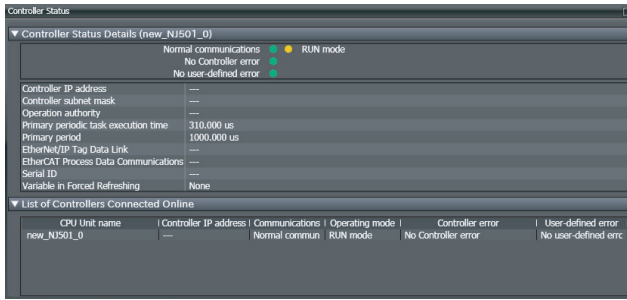 Controller Status
▼ Controller Status Details (new_NJ501_0)
Normal communications RUN mode
No Controller error
No user-defined error
Controller IP address ---
Controller subnet mask ---
Operation authority ---
Primary periodic task execution time 310.000 us
Primary period 1000.000 us
EtherNet/IP Tag Data Link ---
EtherCAT Process Data Communications ---
Serial ID ---
Variable in Forced Refreshing None
▼ List of Controllers Connected Online
CPU Unit name | Controller IP address | Communications | Operating mode | Controller error | User-defined error
new_NJ501_0 --- Normal commun RUN mode No Controller error No user-defined errc